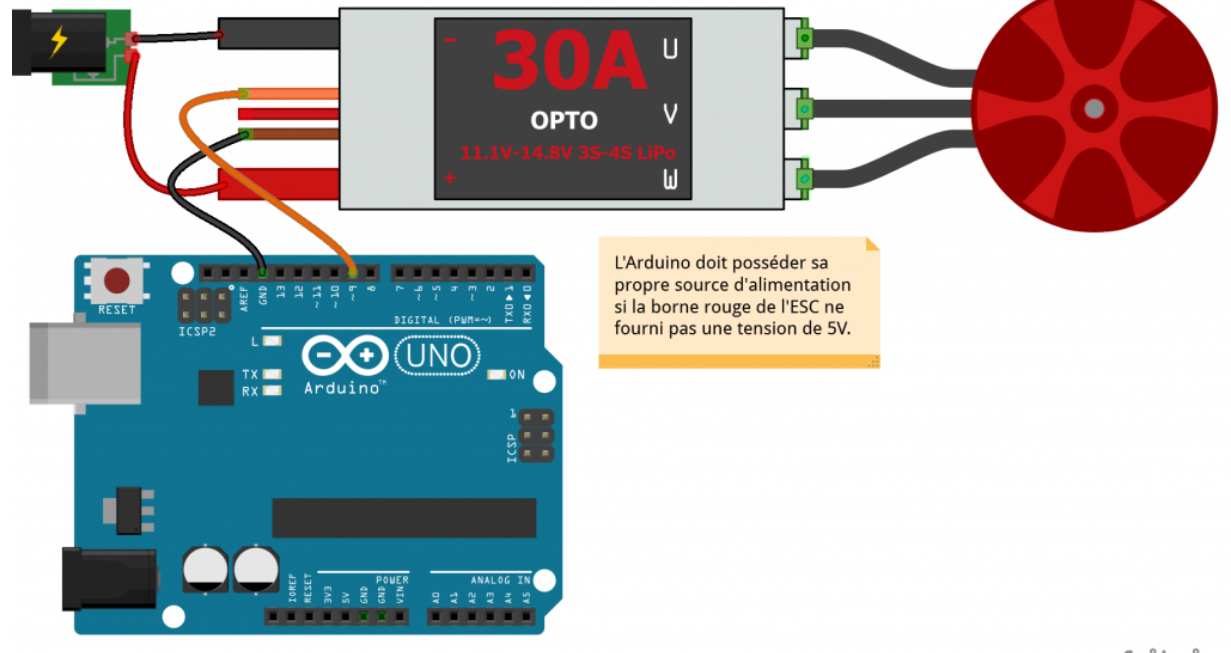 30A
OPTO
11.1V-14.8V 3S-4S LiPo
-
+
U
V
W
L'Arduino doit posséder sa
propre source d'alimentation
si la borne rouge de l'ESC ne
fourni pas une tension de 5V.
RESET
ICSP2
AREF
GND
13
12
~11
~10
~9
8
7
~6
~5
4
~3
2
TX0▶1
RX0◀0
DIGITAL (PWM=~)
L
TX
RX
Arduino™
UNO
ON
1
ICSP
IOREF
RESET
3V3
5V
GND
GND
VIN
POWER
ANALOG IN
A0
A1
A2
A3
A4
A5